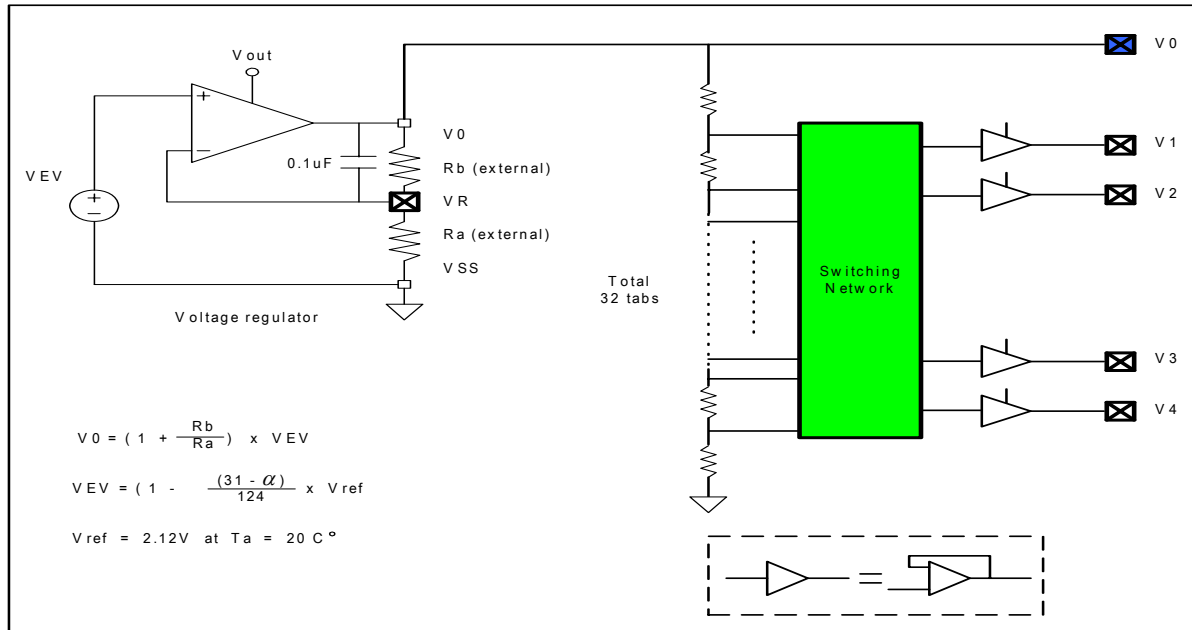 Vout
+
−
VEV
+
−
0.1uF
V0
Rb (external)
VR
Ra (external)
VSS
Voltage regulator
V0 = ( 1 + Rb/Ra ) x VEV
VEV = ( 1 - (31 - α)/124 x Vref
Vref = 2.12V at Ta = 20 C°
Total
32 tabs
Switching
Network
V0
V1
V2
V3
V4